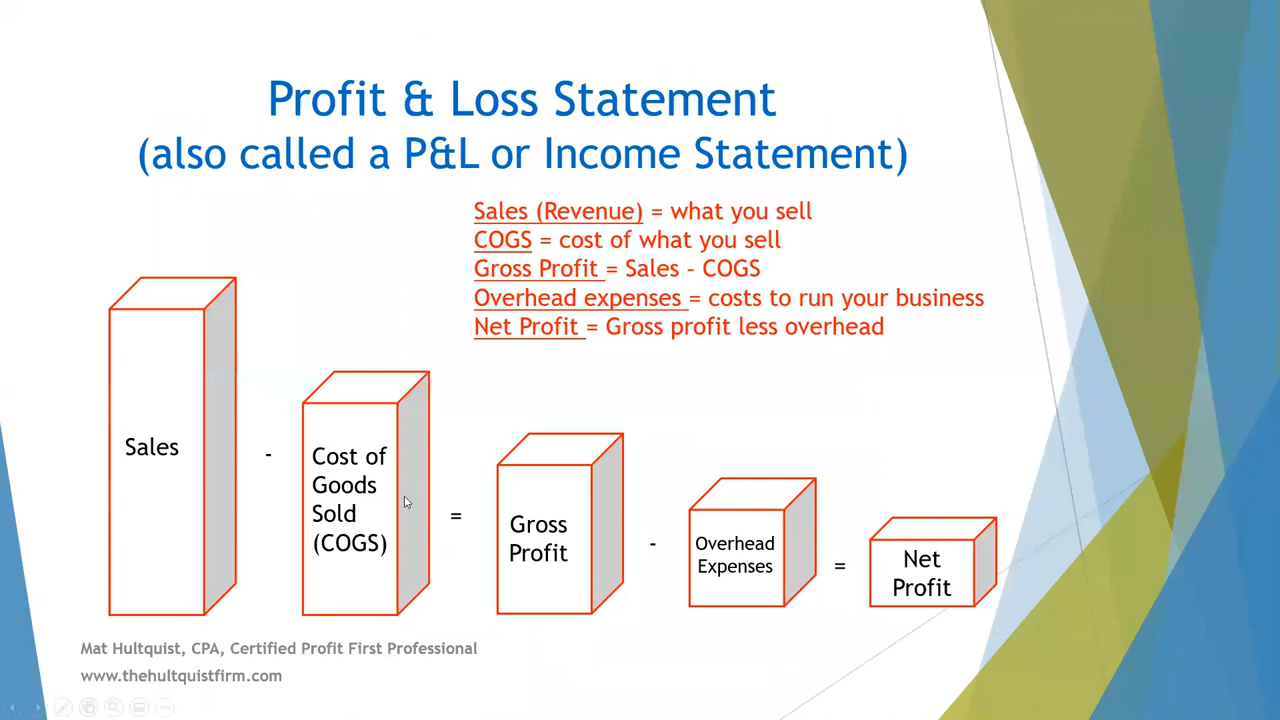 Profit & Loss Statement
(also called a P&L or Income Statement)
Sales (Revenue) = what you sell
COGS = cost of what you sell
Gross Profit = Sales – COGS
Overhead expenses = costs to run your business
Net Profit = Gross profit less overhead
Sales
-
Cost of
Goods
Sold
(COGS)
=
Gross
Profit
-
Overhead
Expenses
=
Net
Profit
Mat Hultquist, CPA, Certified Profit First Professional
www.thehultquistfirm.com